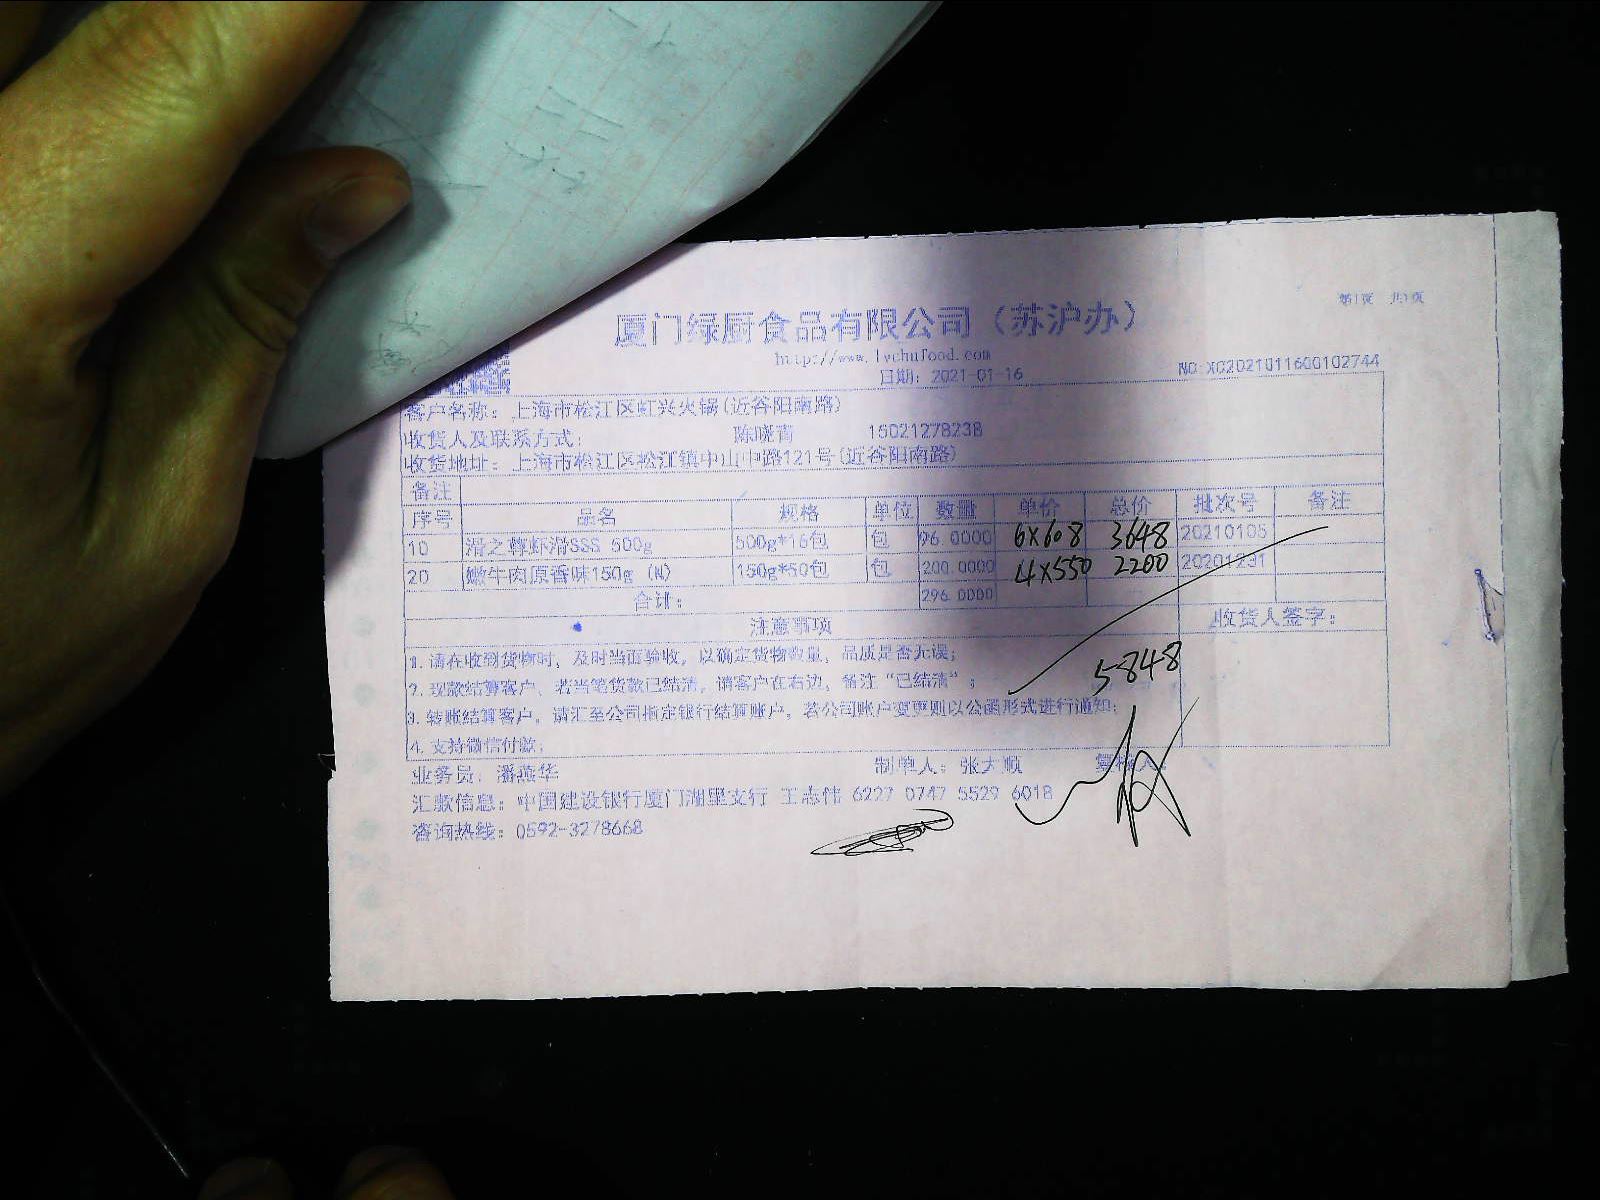 第1页 共1页
厦门绿厨食品有限公司（苏沪办）
http://www.lvchufood.com
日期：2021-01-16 NO:XO2021011600102744
客户名称：上海市松江区虹兴火锅(近谷阳南路)
收货人及联系方式： 陈晓青 15021278238
收货地址：上海市松江区松江镇中山中路121号(近谷阳南路)
备注
序号 品名 规格 单位 数量 单价 总价 批次号 备注
10 滑之尊虾滑SSS 500g 500g*16包 包 96.0000 6×608 3648 20210105
20 嫩牛肉原香味150g (N) 150g*50包 包 200.0000 4×550 2200 20201231
合计： 296.0000
注意事项 收货人签字：
1. 请在收到货物时，及时当面验收，以确定货物数量，品质是否无误；
2. 现款结算客户，若当笔货款已结清，请客户在右边，备注“已结清”；
5848
3. 转账结算客户，请汇至公司指定银行结算账户，若公司账户变更则以公函形式进行通知；
4. 支持微信付款；
业务员：潘燕华 制单人：张大顺 复核人：
汇款信息：中国建设银行厦门湖里支行 王志伟 6227 0747 5529 6018
咨询热线：0592-3278668